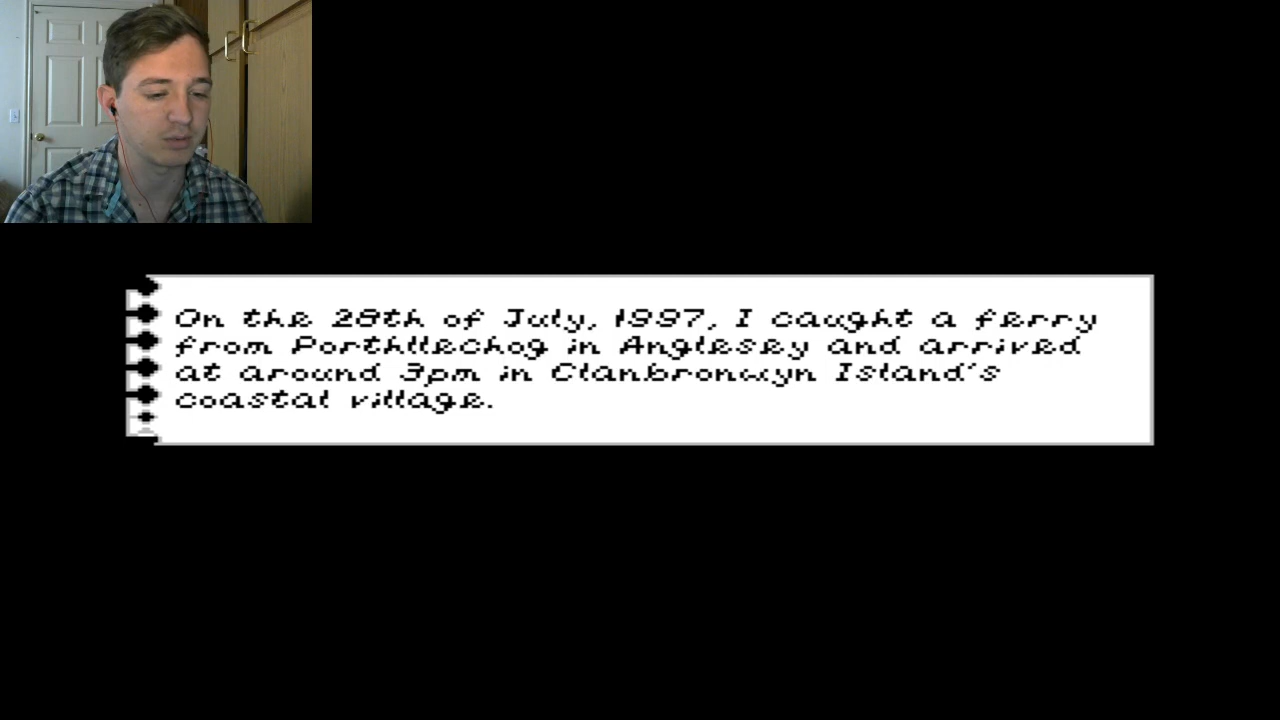 On the 28th of July, 1997, I caught a ferry
from Porthllechog in Anglesey and arrived
at around 3pm in Clanbronwyn Island's
coastal village.